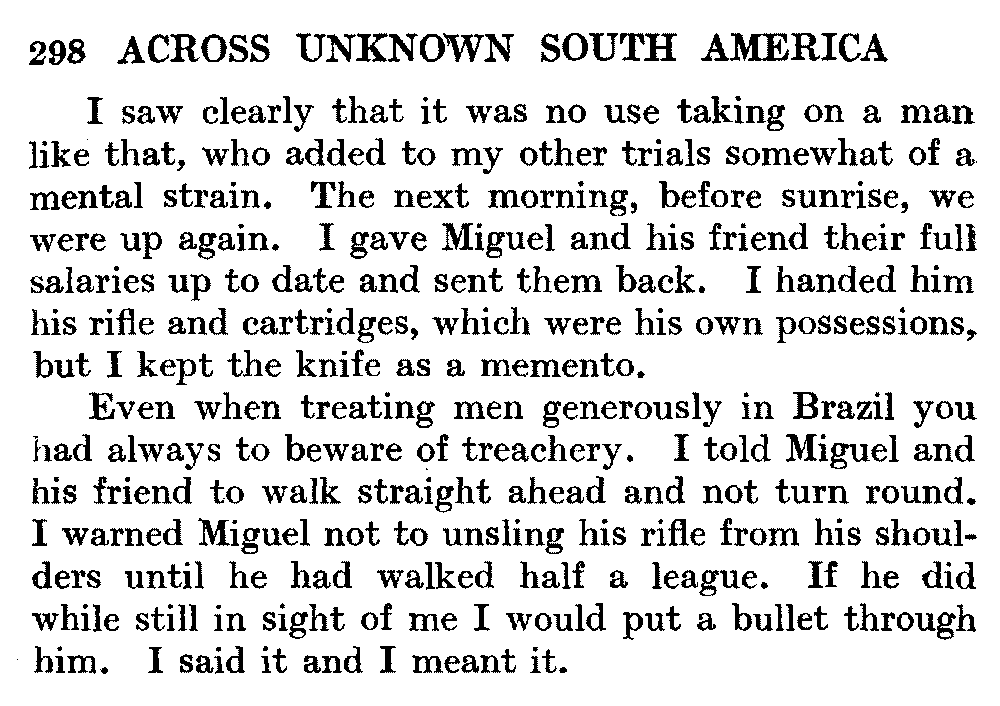 298 ACROSS UNKNOWN SOUTH AMERICA
I saw clearly that it was no use taking on a man
like that, who added to my other trials somewhat of a
mental strain. The next morning, before sunrise, we
were up again. I gave Miguel and his friend their full
salaries up to date and sent them back. I handed him
his rifle and cartridges, which were his own possessions,
but I kept the knife as a memento.
Even when treating men generously in Brazil you
had always to beware of treachery. I told Miguel and
his friend to walk straight ahead and not turn round.
I warned Miguel not to unsling his rifle from his shoul-
ders until he had walked half a league. If he did
while still in sight of me I would put a bullet through
him. I said it and I meant it.